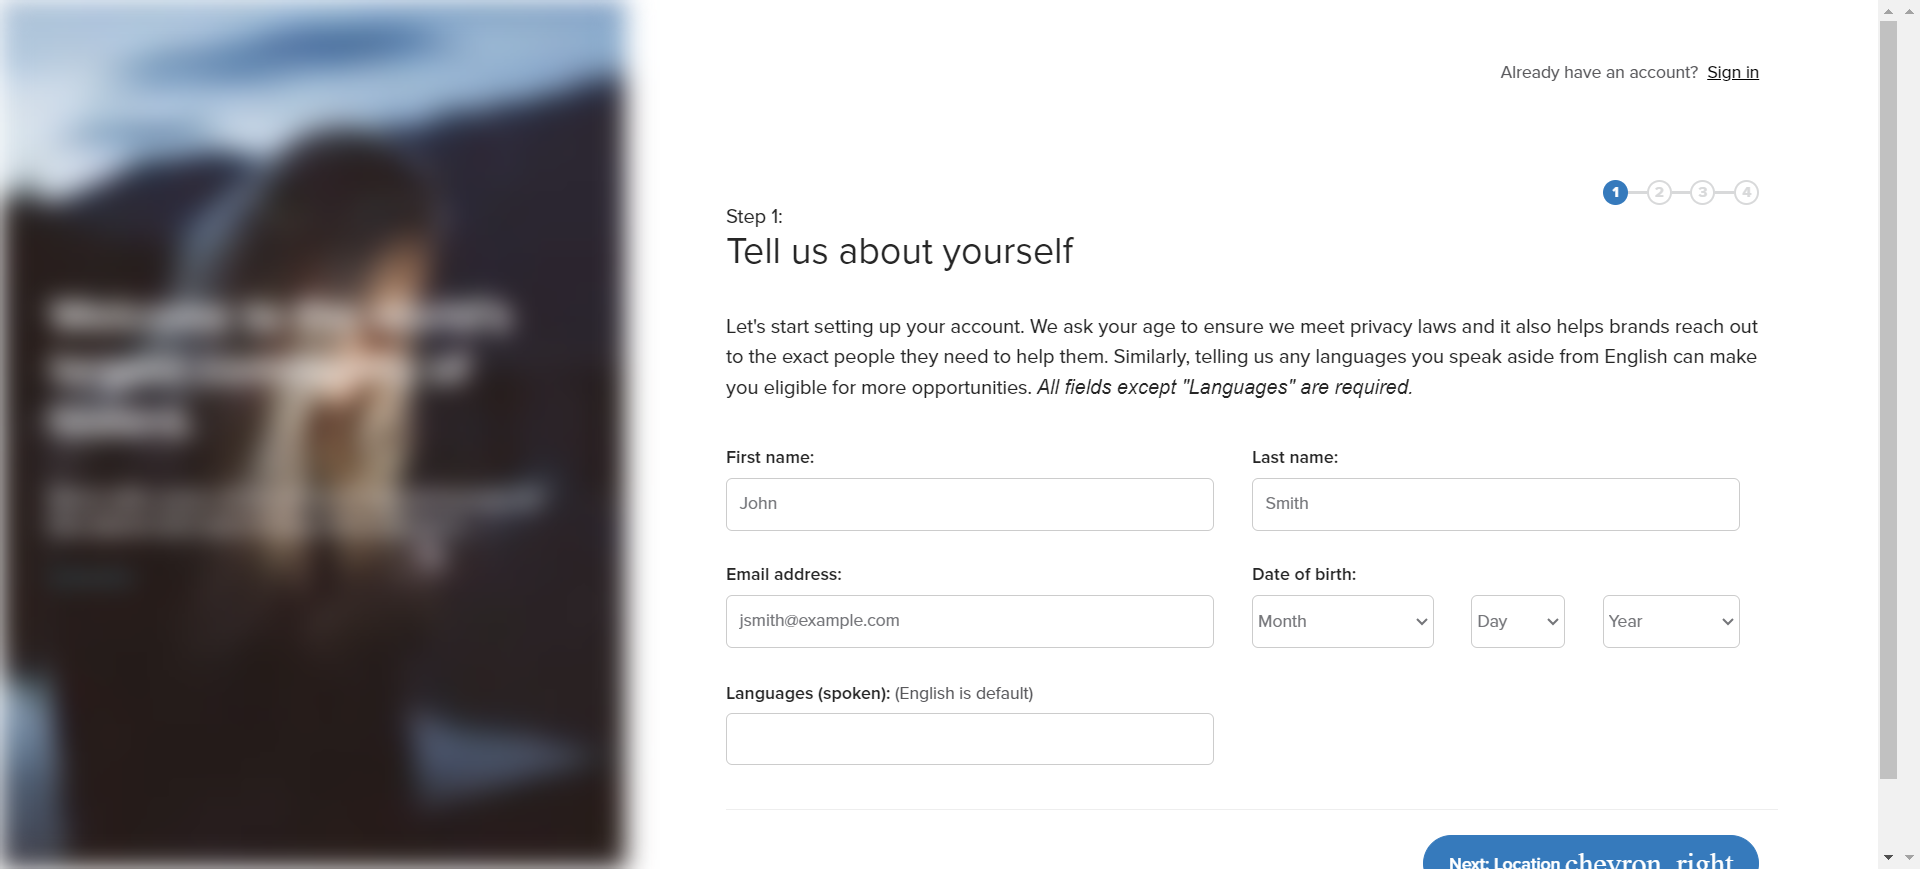 Already have an account? Sign in
1 2 3 4
Step 1:
Tell us about yourself
Let's start setting up your account. We ask your age to ensure we meet privacy laws and it also helps brands reach out
to the exact people they need to help them. Similarly, telling us any languages you speak aside from English can make
you eligible for more opportunities. All fields except "Languages" are required.
First name: Last name:
John Smith
Email address: Date of birth:
jsmith@example.com Month Day Year
Languages (spoken): (English is default)
Next: Location chevron_right